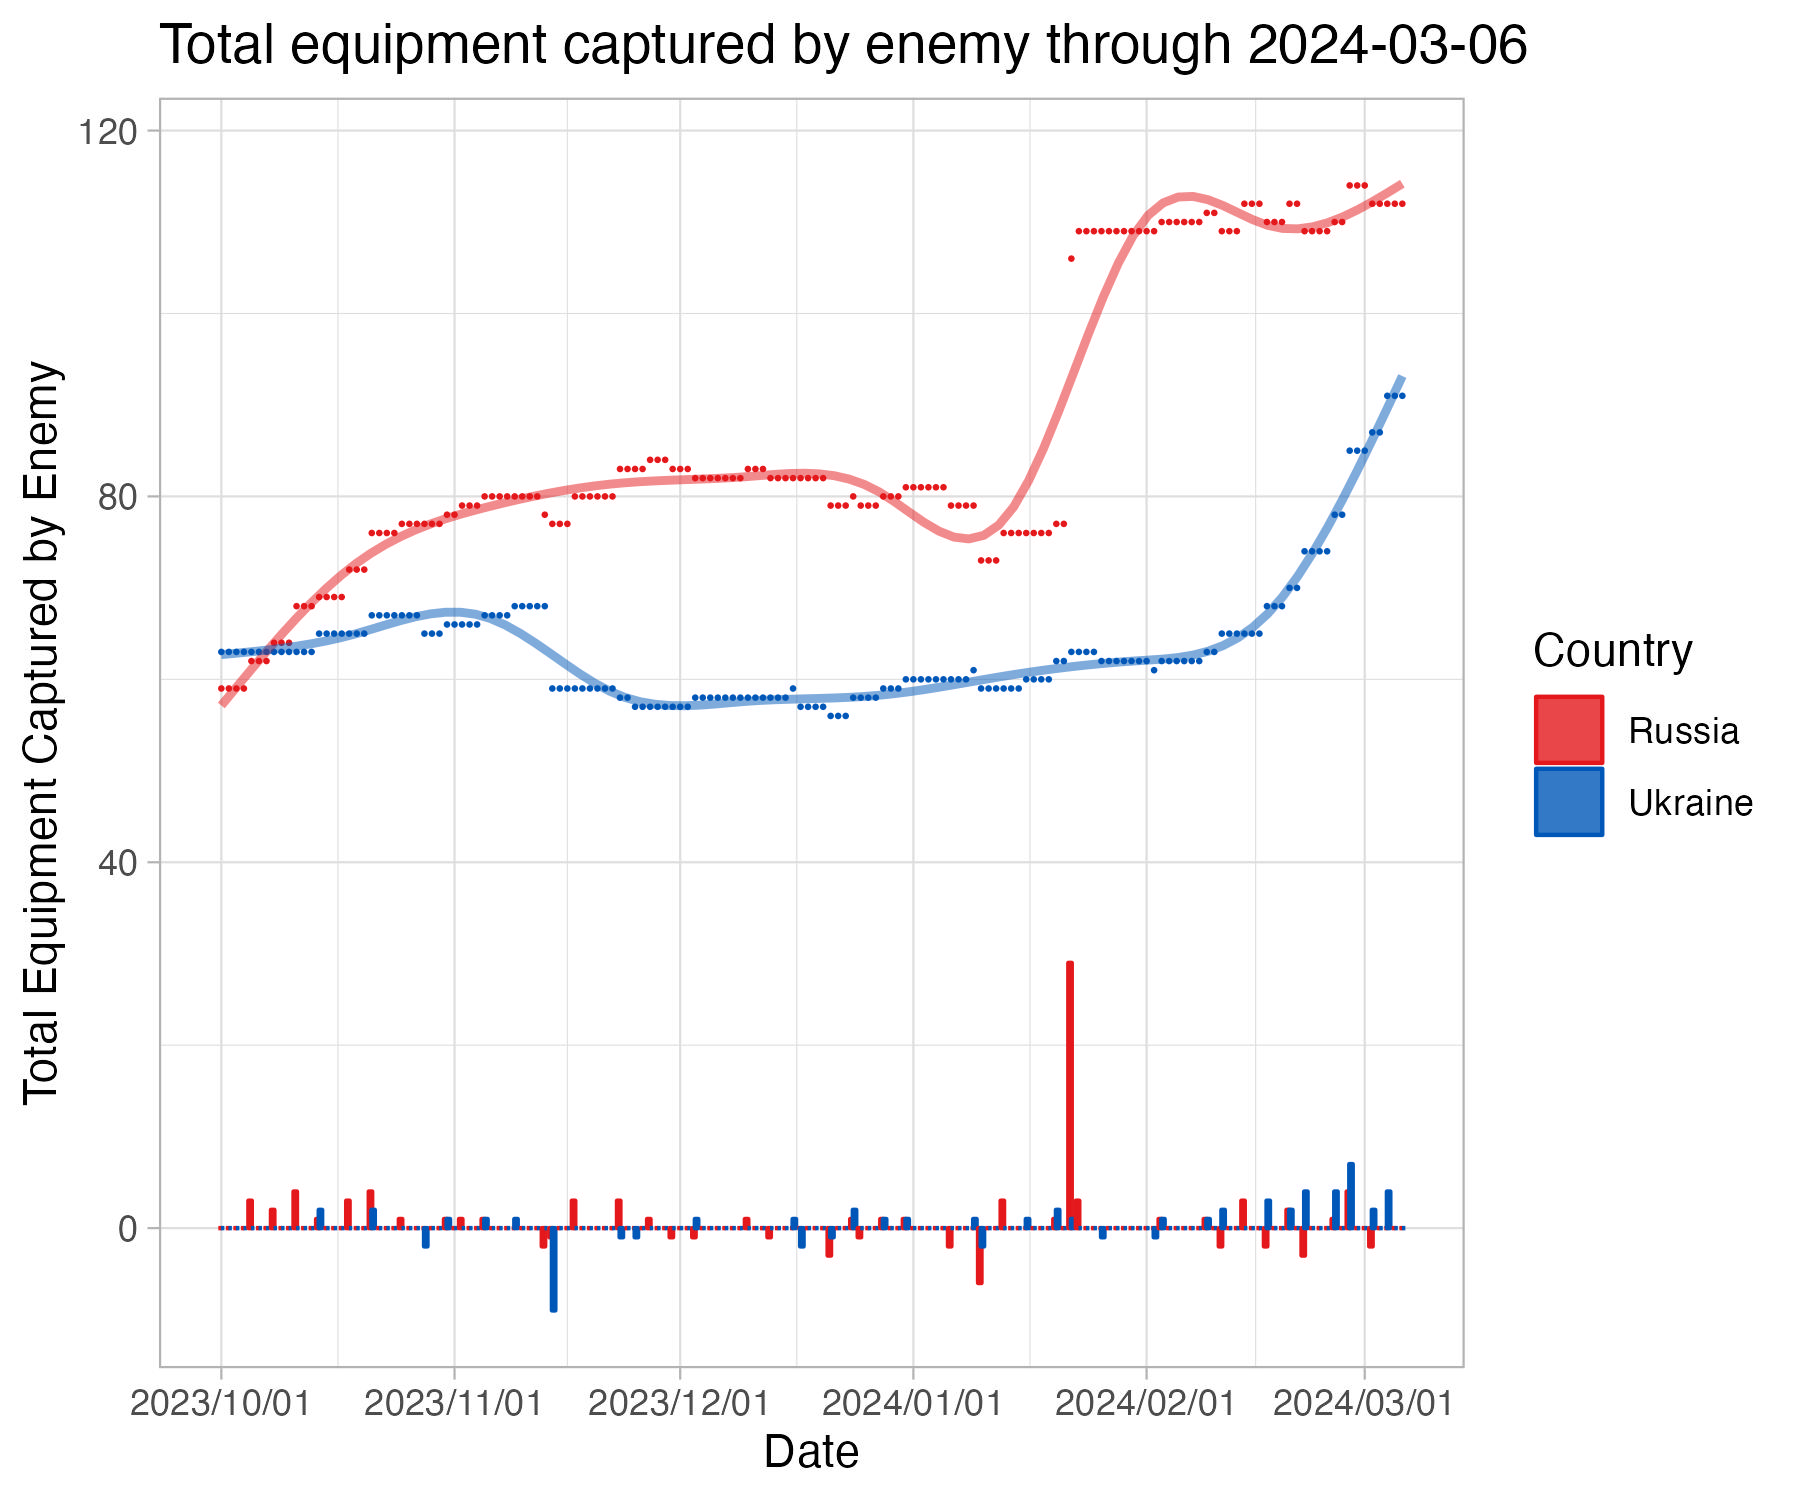 Total equipment captured by enemy through 2024-03-06
Total Equipment Captured by Enemy
120
80
40
0
2023/10/01
2023/11/01
2023/12/01
2024/01/01
2024/02/01
2024/03/01
Date
Country
Russia
Ukraine